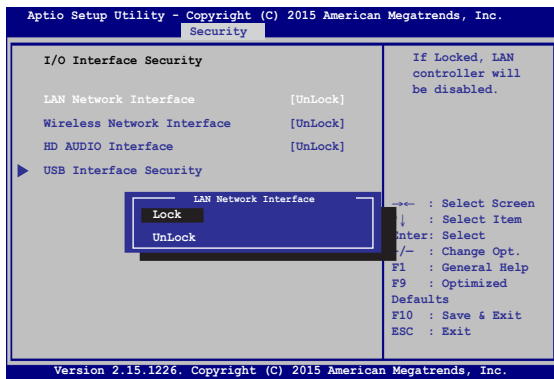 Aptio Setup Utility - Copyright (C) 2015 American Megatrends, Inc.
Security
I/O Interface Security
LAN Network Interface [UnLock]
Wireless Network Interface [UnLock]
HD AUDIO Interface [UnLock]
USB Interface Security
If Locked, LAN
controller will
be disabled.
LAN Network Interface
Lock
UnLock
→← : Select Screen
↓ : Select Item
Enter: Select
/— : Change Opt.
F1 : General Help
F9 : Optimized
Defaults
F10 : Save & Exit
ESC : Exit
Version 2.15.1226. Copyright (C) 2015 American Megatrends, Inc.